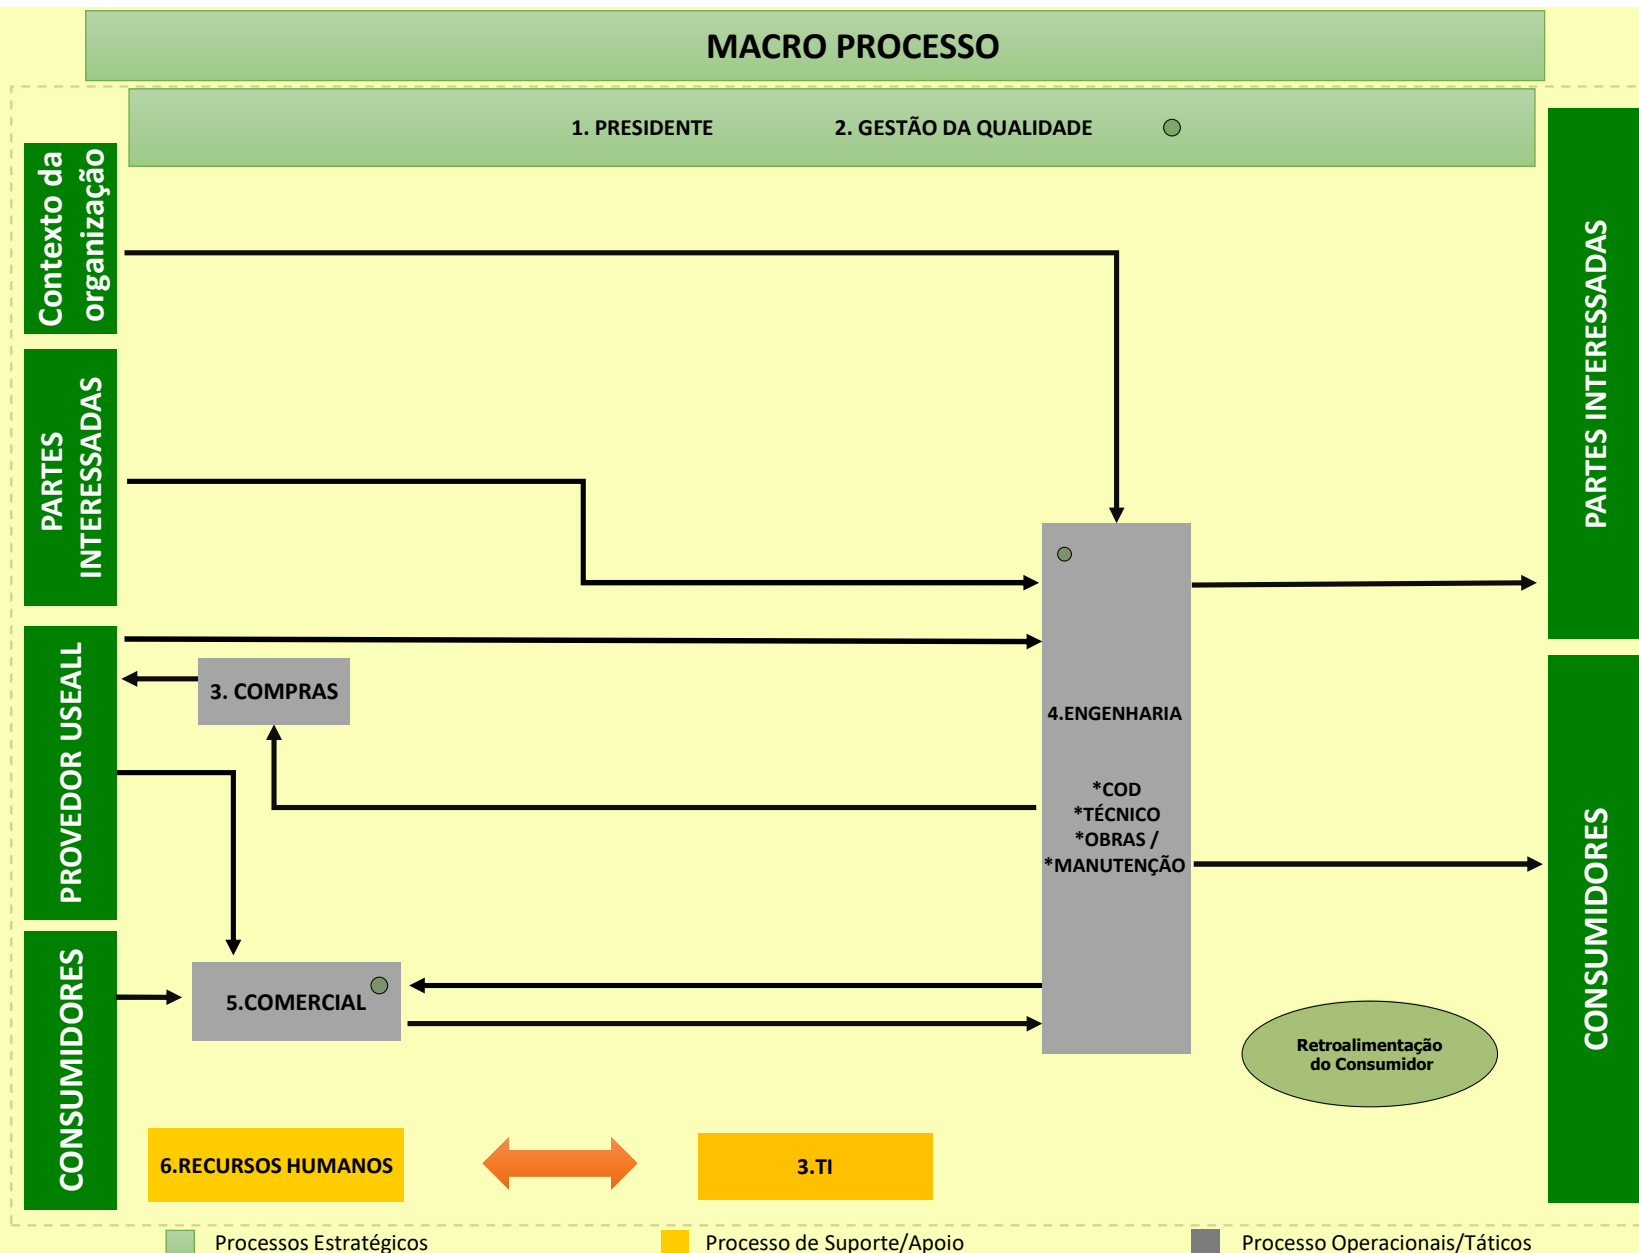 MACRO PROCESSO
1. PRESIDENTE
2. GESTÃO DA QUALIDADE
Contexto da
organização
PARTES
INTERESSADAS
PROVEDOR USEALL
CONSUMIDORES
3. COMPRAS
4.ENGENHARIA
*COD
*TÉCNICO
*OBRAS /
*MANUTENÇÃO
5.COMERCIAL
PARTES INTERESSADAS
CONSUMIDORES
Retroalimentação
do Consumidor
6.RECURSOS HUMANOS
3.TI
Processos Estratégicos
Processo de Suporte/Apoio
Processo Operacionais/Táticos